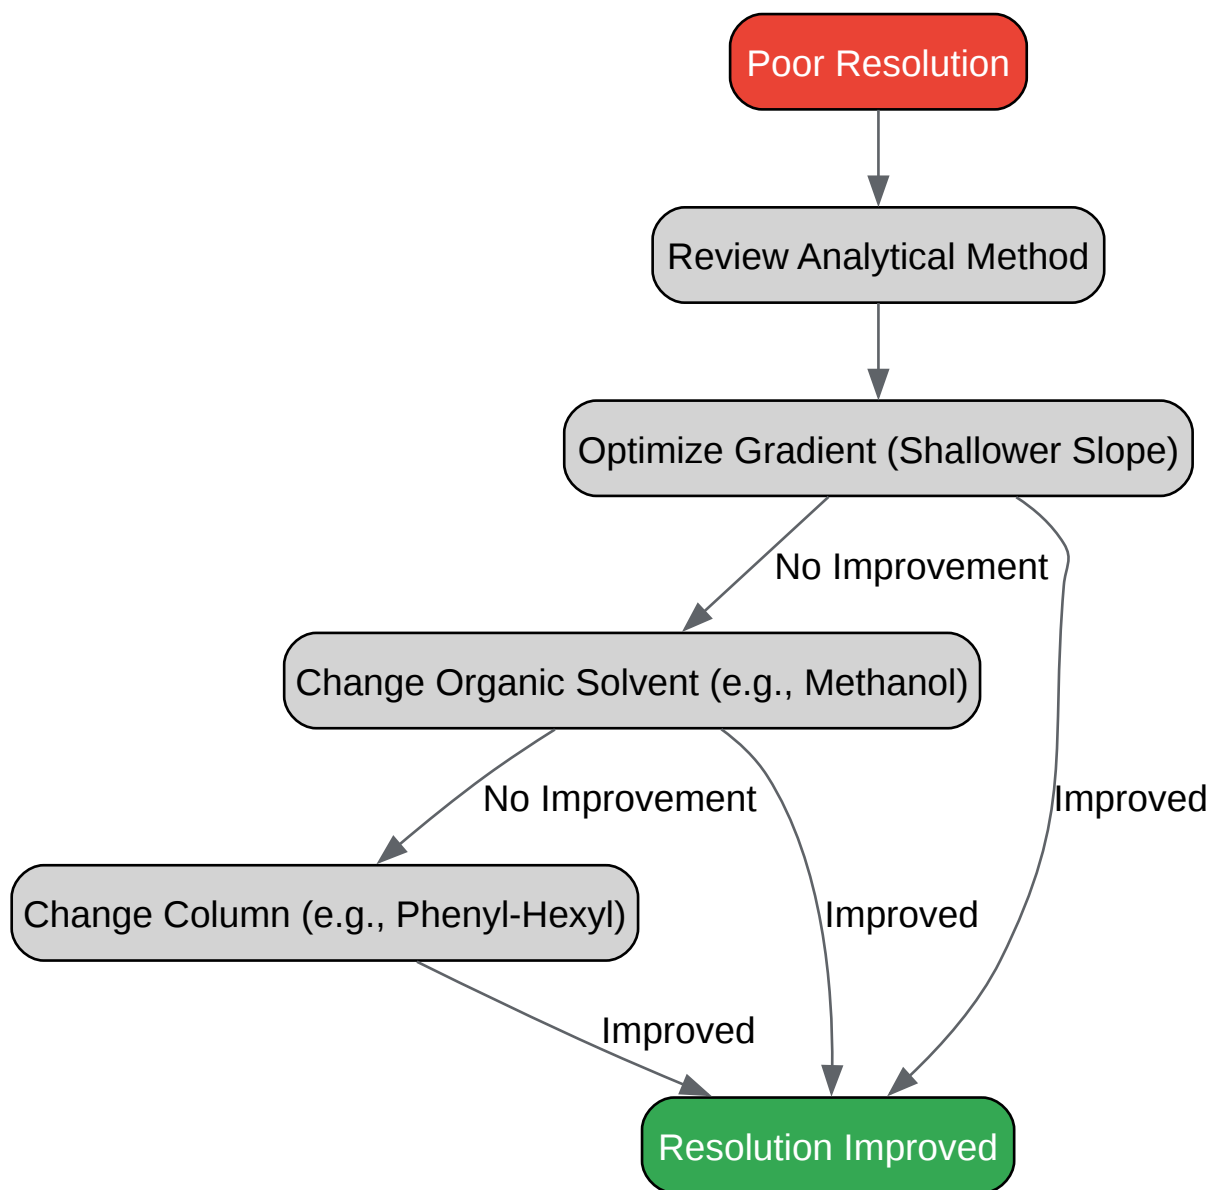 Poor Resolution
Review Analytical Method
Optimize Gradient (Shallower Slope)
No Improvement
Change Organic Solvent (e.g., Methanol)
No Improvement
Improved
Change Column (e.g., Phenyl-Hexyl)
Improved
Improved
Resolution Improved